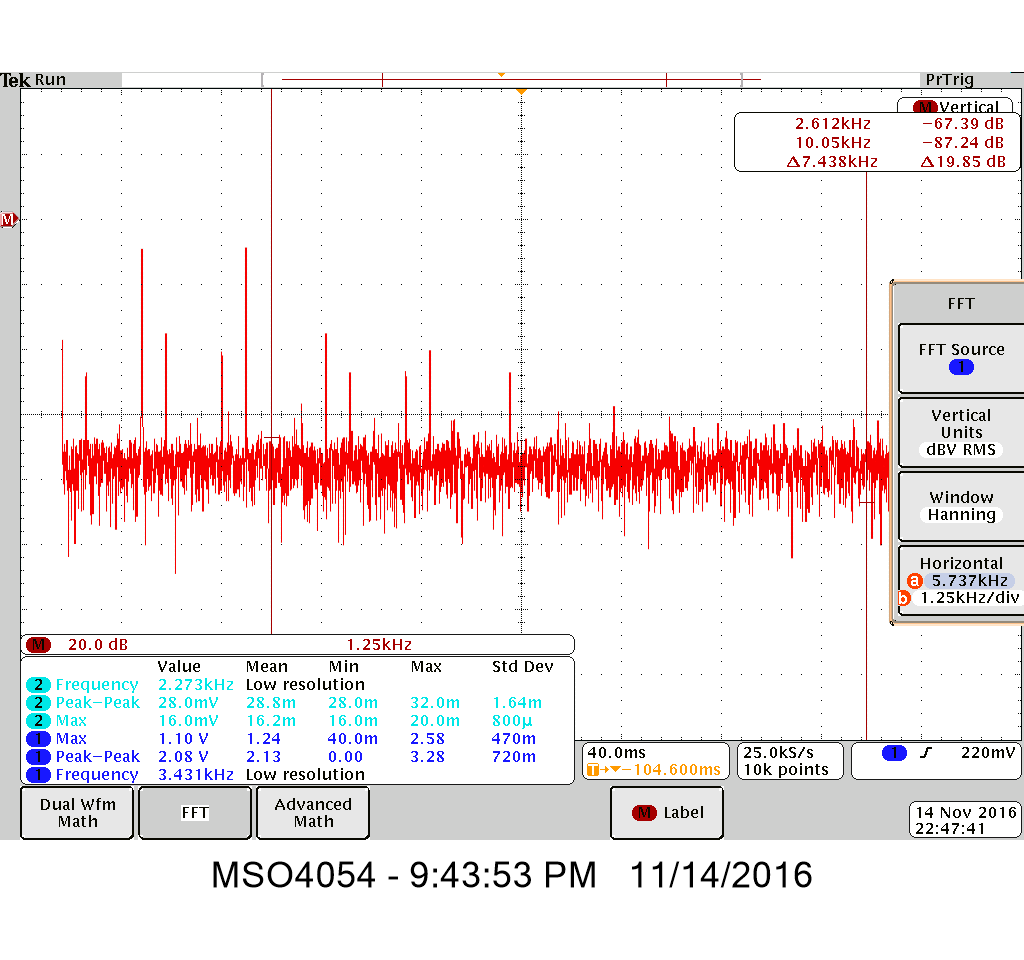 Tek Run PrTrig
M Vertical
2.612kHz −67.39 dB
10.05kHz −87.24 dB
Δ7.438kHz Δ19.85 dB
M
FFT
FFT Source
1
Vertical
Units
dBV RMS
Window
Hanning
Horizontal
a 5.737kHz
b 1.25kHz/div
M 20.0 dB 1.25kHz
Value Mean Min Max Std Dev
2 Frequency 2.273kHz Low resolution
2 Peak−Peak 28.0mV 28.8m 28.0m 32.0m 1.64m
2 Max 16.0mV 16.2m 16.0m 20.0m 800µ
1 Max 1.10 V 1.24 40.0m 2.58 470m
1 Peak−Peak 2.08 V 2.13 0.00 3.28 720m
1 Frequency 3.431kHz Low resolution
40.0ms
T→▼−104.600ms
25.0kS/s
10k points
1 220mV
Dual Wfm
Math
FFT
Advanced
Math
M Label
14 Nov 2016
22:47:41
MSO4054 - 9:43:53 PM 11/14/2016